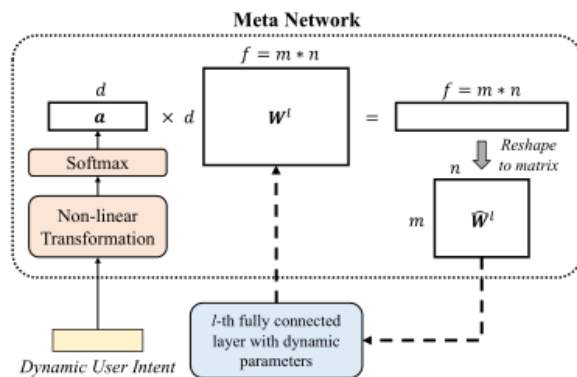 Meta Network
f = m * n
d
a
× d
W^l
=
f = m * n
Softmax
Reshape
to matrix
n
Non-linear
Transformation
m
Ŵ^l
l-th fully connected
layer with dynamic
parameters
Dynamic User Intent